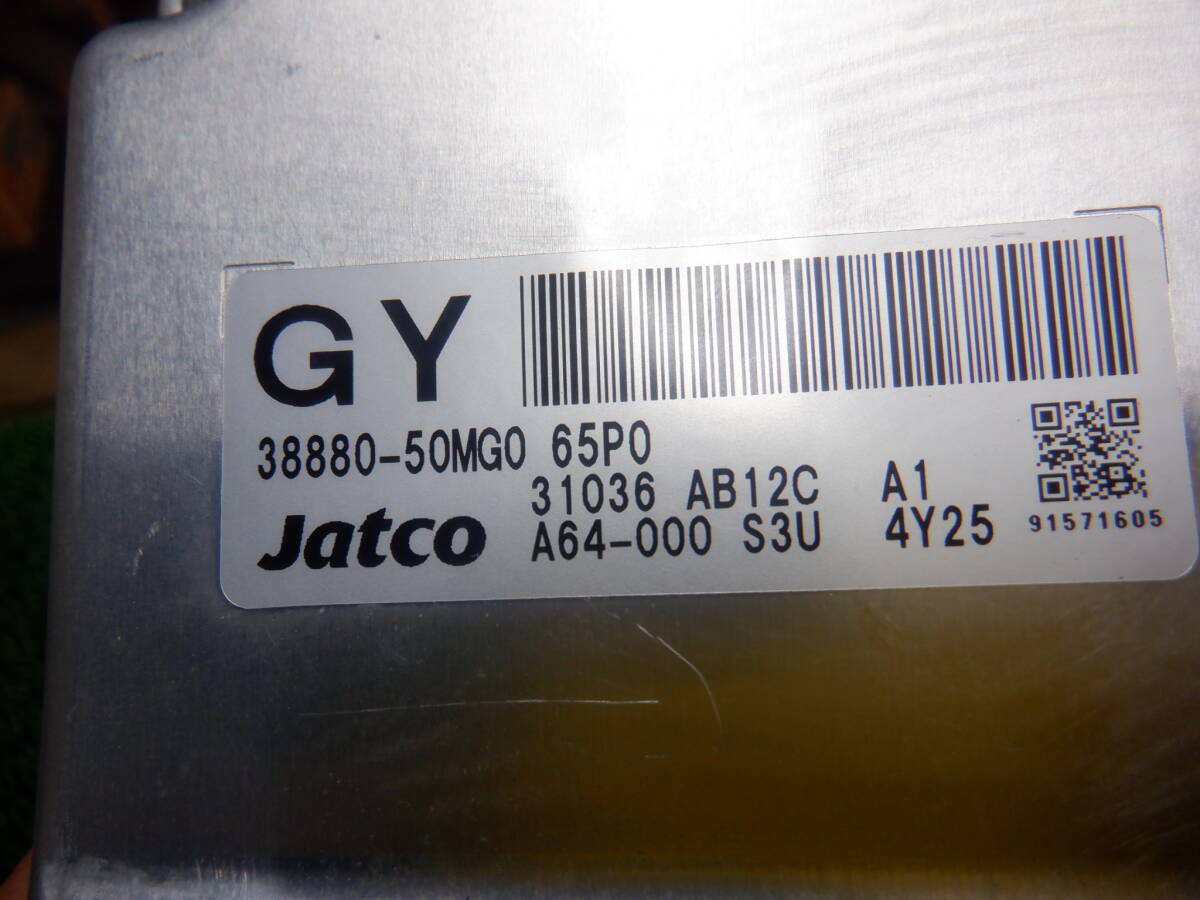 GY
38880-50MG0 65P0
31036 AB12C A1
Jatco A64-000 S3U 4Y25
91571605